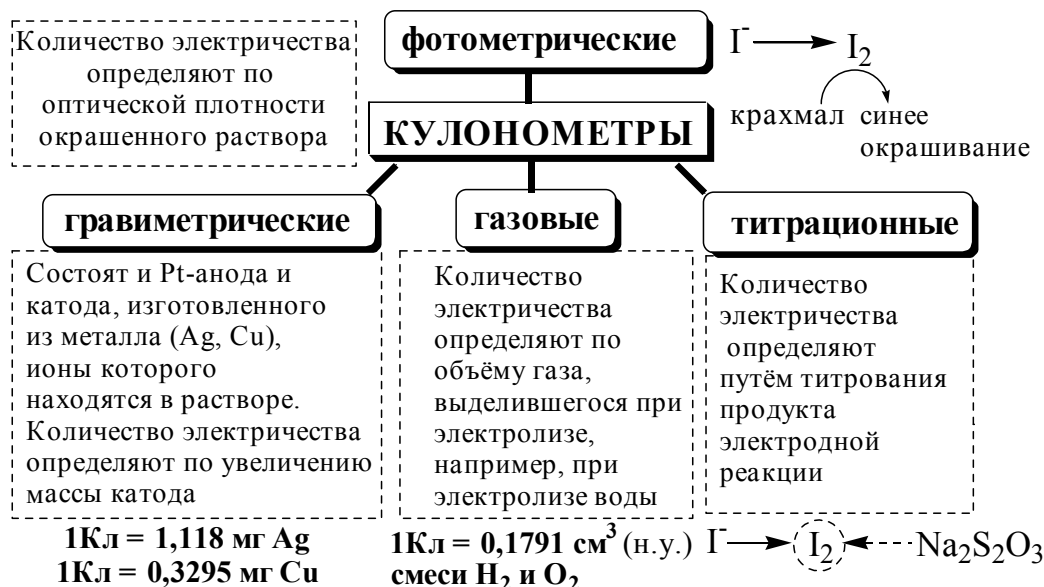 Количество электричества
определяют по
оптической плотности
окрашенного раствора
фотометрические
I⁻ I₂
крахмал синее
окрашивание
КУЛОНОМЕТРЫ
гравиметрические
Состоят и Pt-анода и
катода, изготовленного
из металла (Ag, Cu),
ионы которого
находятся в растворе.
Количество электричества
определяют по увеличению
массы катода
1Кл = 1,118 мг Ag
1Кл = 0,3295 мг Cu
газовые
Количество
электричества
определяют по
объёму газа,
выделившегося при
электролизе,
например, при
электролизе воды
1Кл = 0,1791 см³ (н.у.)
смеси H₂ и O₂
титрационные
Количество
электричества
определяют
путём титрования
продукта
электродной
реакции
I⁻ I₂ Na₂S₂O₃